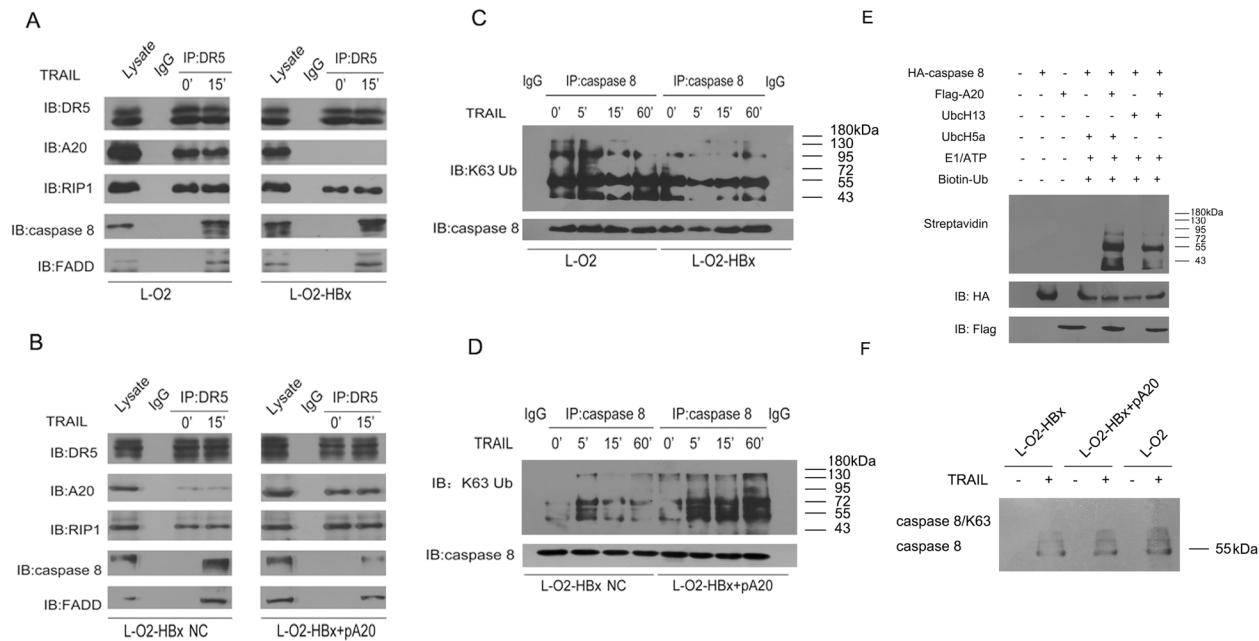 A
Lysate IgG IP:DR5 Lysate IgG IP:DR5
TRAIL 0' 15' 0' 15'
IB:DR5
IB:A20
IB:RIP1
IB:caspase 8
IB:FADD
L-O2 L-O2-HBx
B
Lysate IgG IP:DR5 Lysate IgG IP:DR5
TRAIL 0' 15' 0' 15'
IB:DR5
IB:A20
IB:RIP1
IB:caspase 8
IB:FADD
L-O2-HBx NC L-O2-HBx+pA20
C
IgG IP:caspase 8 IP:caspase 8 IgG
TRAIL 0' 5' 15' 60' 0' 5' 15' 60'
180kDa
130
95
72
55
43
IB:K63 Ub
IB:caspase 8
L-O2 L-O2-HBx
D
IgG IP:caspase 8 IP:caspase 8 IgG
TRAIL 0' 5' 15' 60' 0' 5' 15' 60'
180kDa
130
95
72
55
43
IB: K63 Ub
IB:caspase 8
L-O2-HBx NC L-O2-HBx+pA20
E
HA-caspase 8 - + - + + + +
Flag-A20 - - + - + - +
UbcH13 - - - - - + +
UbcH5a - - - + + - -
E1/ATP - - - + + + +
Biotin-Ub - - - + + + +
Streptavidin
180kDa
130
95
72
55
43
IB: HA
IB: Flag
F
L-O2-HBx L-O2-HBx+pA20 L-O2
TRAIL - + - + - +
caspase 8/K63
caspase 8
55kDa